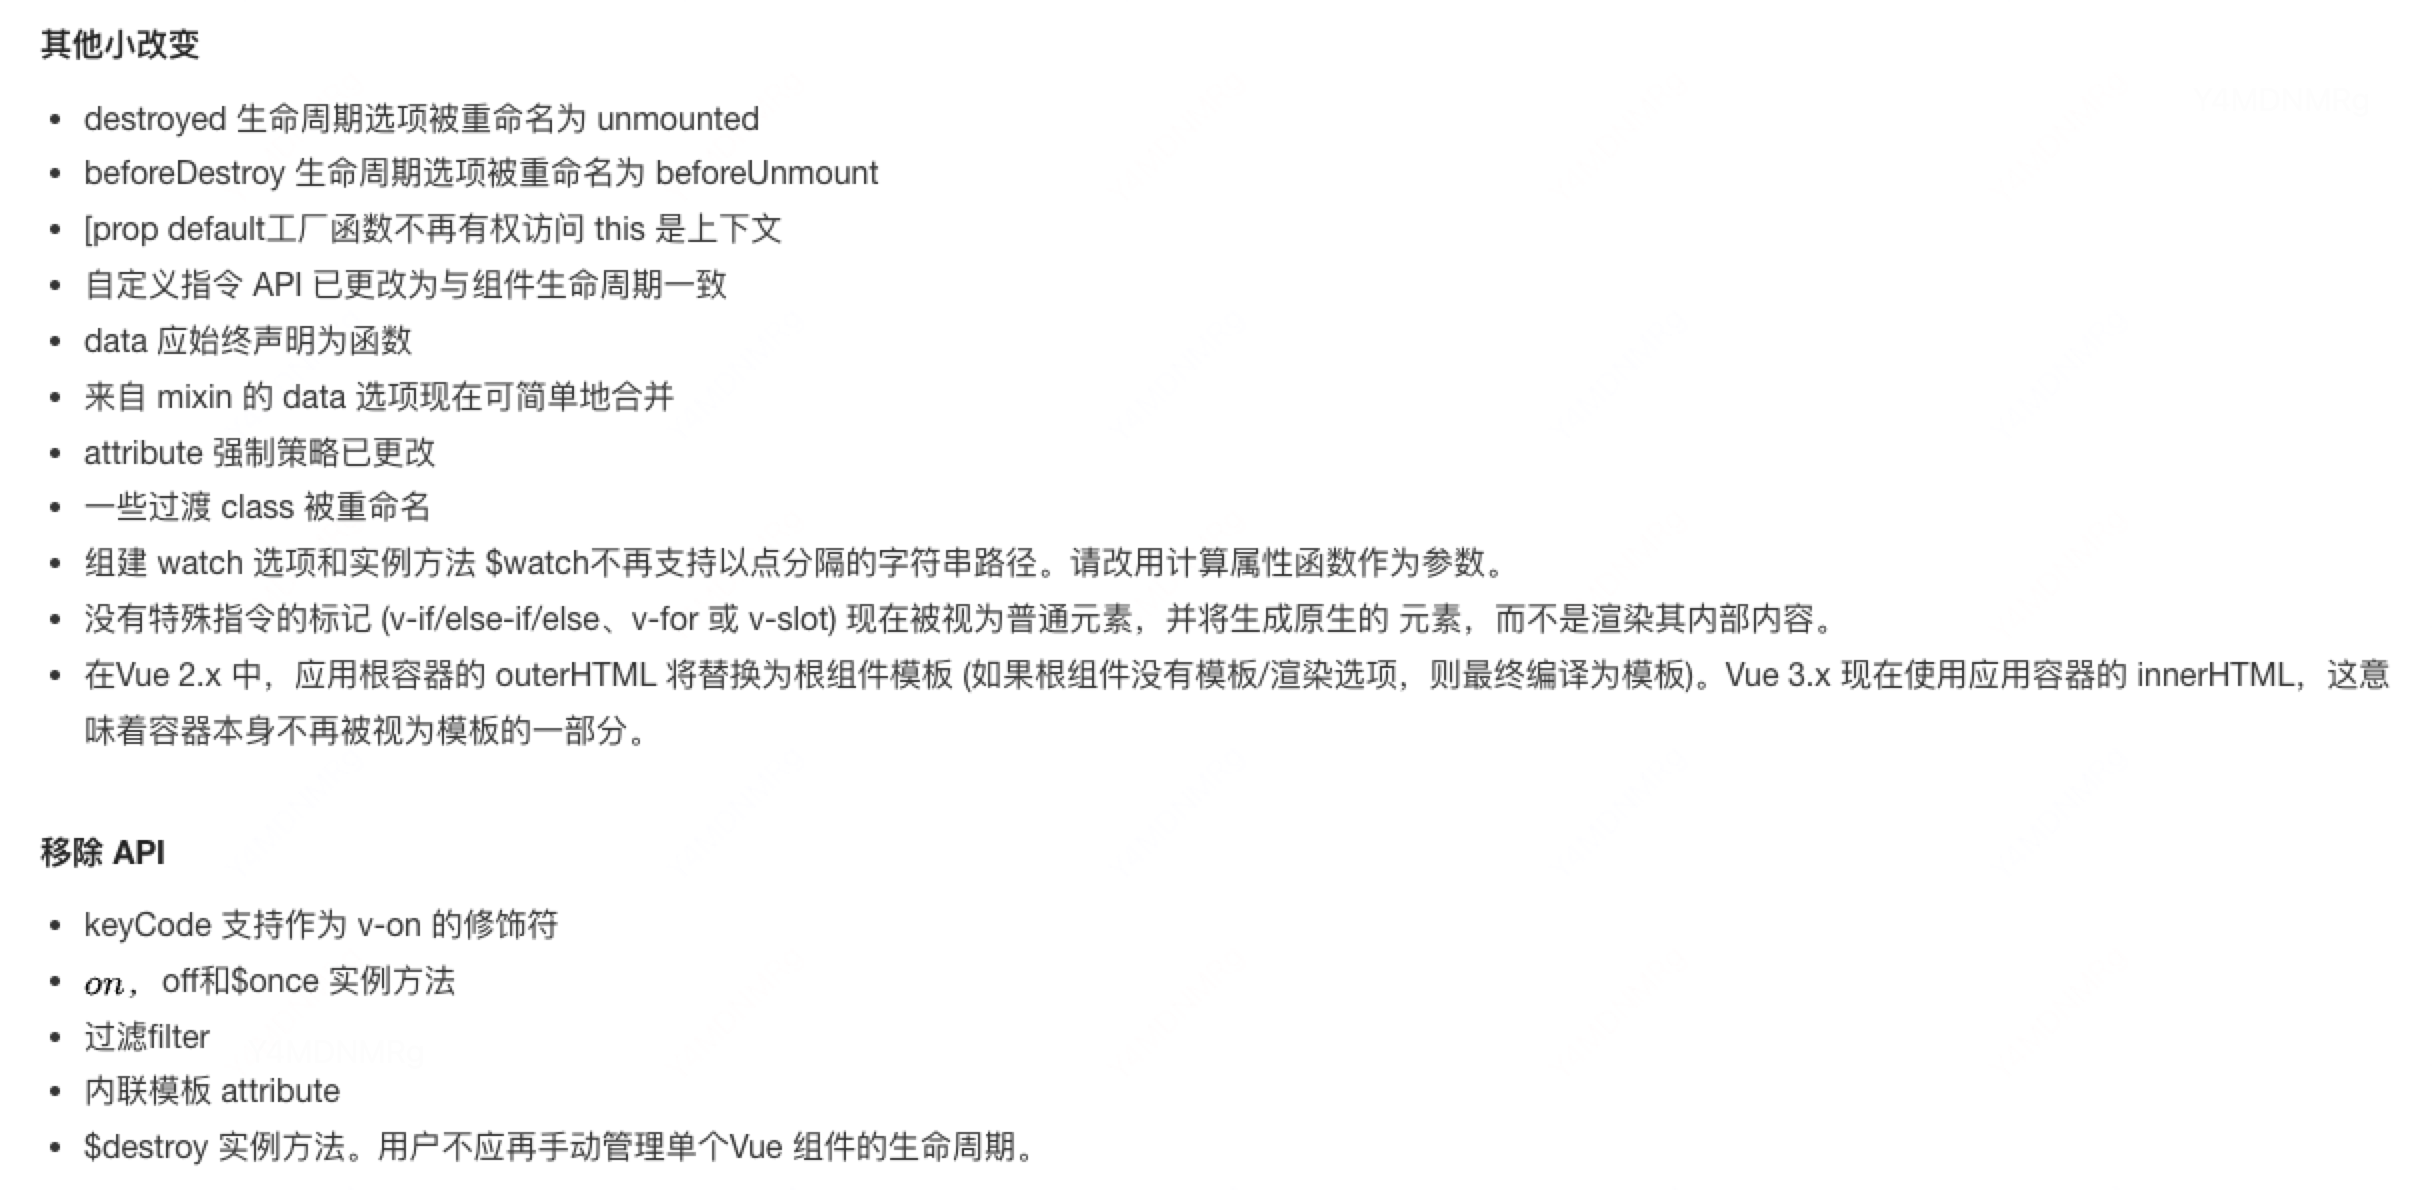 其他小改变
• destroyed 生命周期选项被重命名为 unmounted
• beforeDestroy 生命周期选项被重命名为 beforeUnmount
• [prop default工厂函数不再有权访问 this 是上下文
• 自定义指令 API 已更改为与组件生命周期一致
• data 应始终声明为函数
• 来自 mixin 的 data 选项现在可简单地合并
• attribute 强制策略已更改
• 一些过渡 class 被重命名
• 组建 watch 选项和实例方法 $watch不再支持以点分隔的字符串路径。请改用计算属性函数作为参数。
• 没有特殊指令的标记 (v-if/else-if/else、v-for 或 v-slot) 现在被视为普通元素，并将生成原生的 元素，而不是渲染其内部内容。
• 在Vue 2.x 中，应用根容器的 outerHTML 将替换为根组件模板 (如果根组件没有模板/渲染选项，则最终编译为模板)。Vue 3.x 现在使用应用容器的 innerHTML，这意
味着容器本身不再被视为模板的一部分。
移除 API
• keyCode 支持作为 v-on 的修饰符
• on，off和$once 实例方法
• 过滤filter
• 内联模板 attribute
• $destroy 实例方法。用户不应再手动管理单个Vue 组件的生命周期。